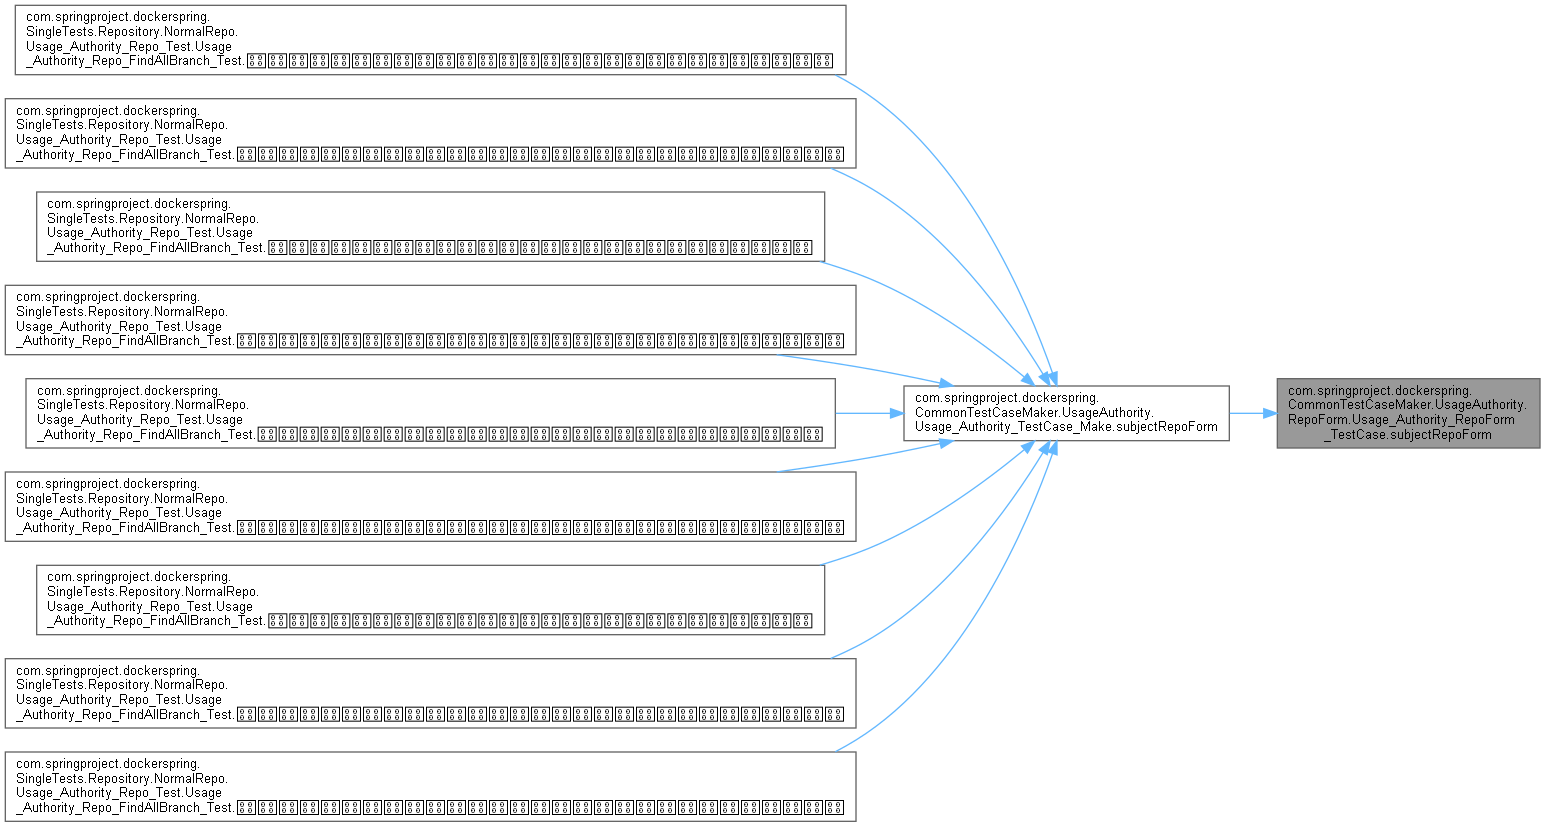 com.springproject.dockerspring.
SingleTests.Repository.NormalRepo.
Usage_Authority_Repo_Test.Usage
_Authority_Repo_FindAllBranch_Test.
com.springproject.dockerspring.
SingleTests.Repository.NormalRepo.
Usage_Authority_Repo_Test.Usage
_Authority_Repo_FindAllBranch_Test.
com.springproject.dockerspring.
SingleTests.Repository.NormalRepo.
Usage_Authority_Repo_Test.Usage
_Authority_Repo_FindAllBranch_Test.
com.springproject.dockerspring.
SingleTests.Repository.NormalRepo.
Usage_Authority_Repo_Test.Usage
_Authority_Repo_FindAllBranch_Test.
com.springproject.dockerspring.
SingleTests.Repository.NormalRepo.
Usage_Authority_Repo_Test.Usage
_Authority_Repo_FindAllBranch_Test.
com.springproject.dockerspring.
SingleTests.Repository.NormalRepo.
Usage_Authority_Repo_Test.Usage
_Authority_Repo_FindAllBranch_Test.
com.springproject.dockerspring.
SingleTests.Repository.NormalRepo.
Usage_Authority_Repo_Test.Usage
_Authority_Repo_FindAllBranch_Test.
com.springproject.dockerspring.
SingleTests.Repository.NormalRepo.
Usage_Authority_Repo_Test.Usage
_Authority_Repo_FindAllBranch_Test.
com.springproject.dockerspring.
SingleTests.Repository.NormalRepo.
Usage_Authority_Repo_Test.Usage
_Authority_Repo_FindAllBranch_Test.
com.springproject.dockerspring.
CommonTestCaseMaker.UsageAuthority.
Usage_Authority_TestCase_Make.subjectRepoForm
com.springproject.dockerspring.
CommonTestCaseMaker.UsageAuthority.
RepoForm.Usage_Authority_RepoForm
_TestCase.subjectRepoForm